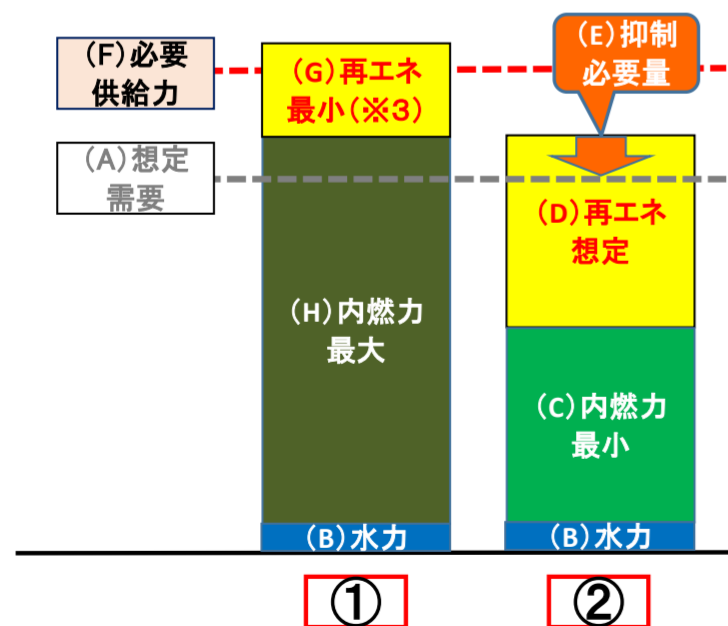 (F)必要
供給力
(A)想定
需要
(G)再エネ
最小(※3)
(H)内燃力
最大
(B)水力
①
(E)抑制
必要量
(D)再エネ
想定
(C)内燃力
最小
(B)水力
②